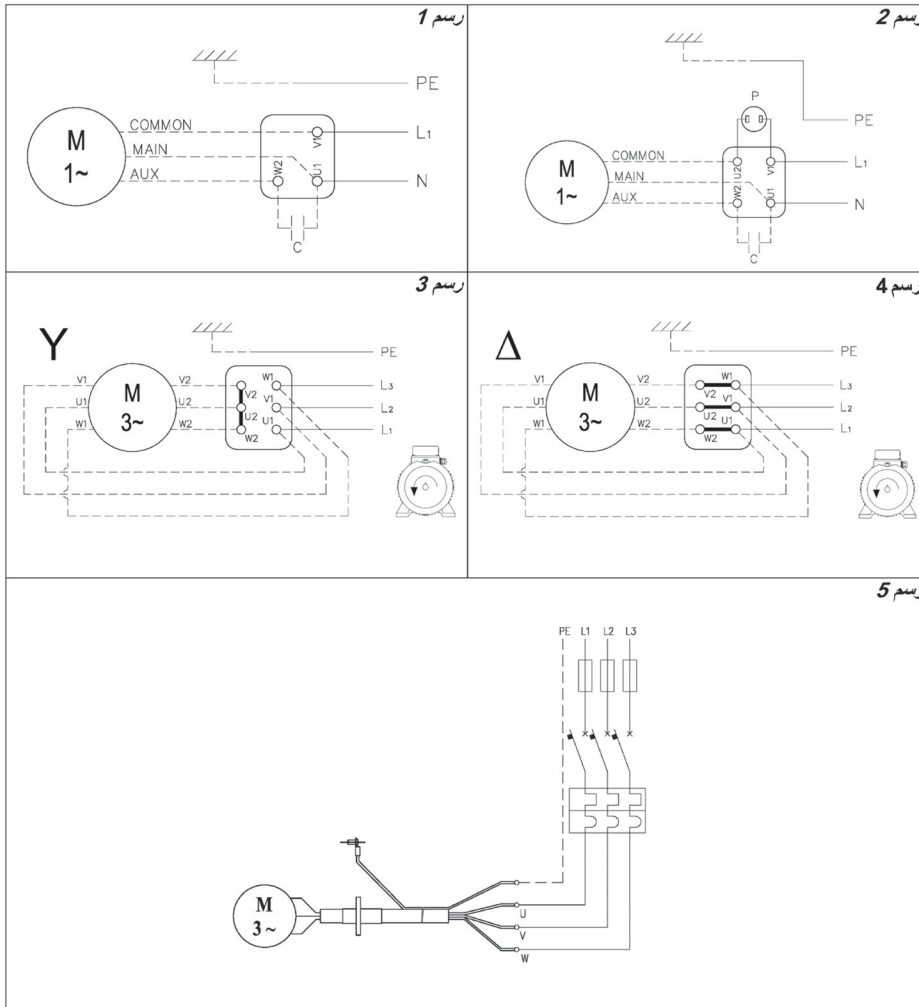 رسم 1
PE
M
1~
COMMON
MAIN
AUX
V1
W2
U1
L1
N
C
رسم 2
P
PE
M
1~
COMMON
MAIN
AUX
U2
V1
W2
U1
L1
N
C
رسم 3
Y
PE
V1
U1
W1
M
3~
V2
U2
W2
W1
V2
V1
U2
U1
W2
L3
L2
L1
رسم 4
Δ
PE
V1
U1
W1
M
3~
V2
U2
W2
W1
V2
V1
U2
U1
W2
L3
L2
L1
رسم 5
PE L1 L2 L3
M
3~
U
V
W